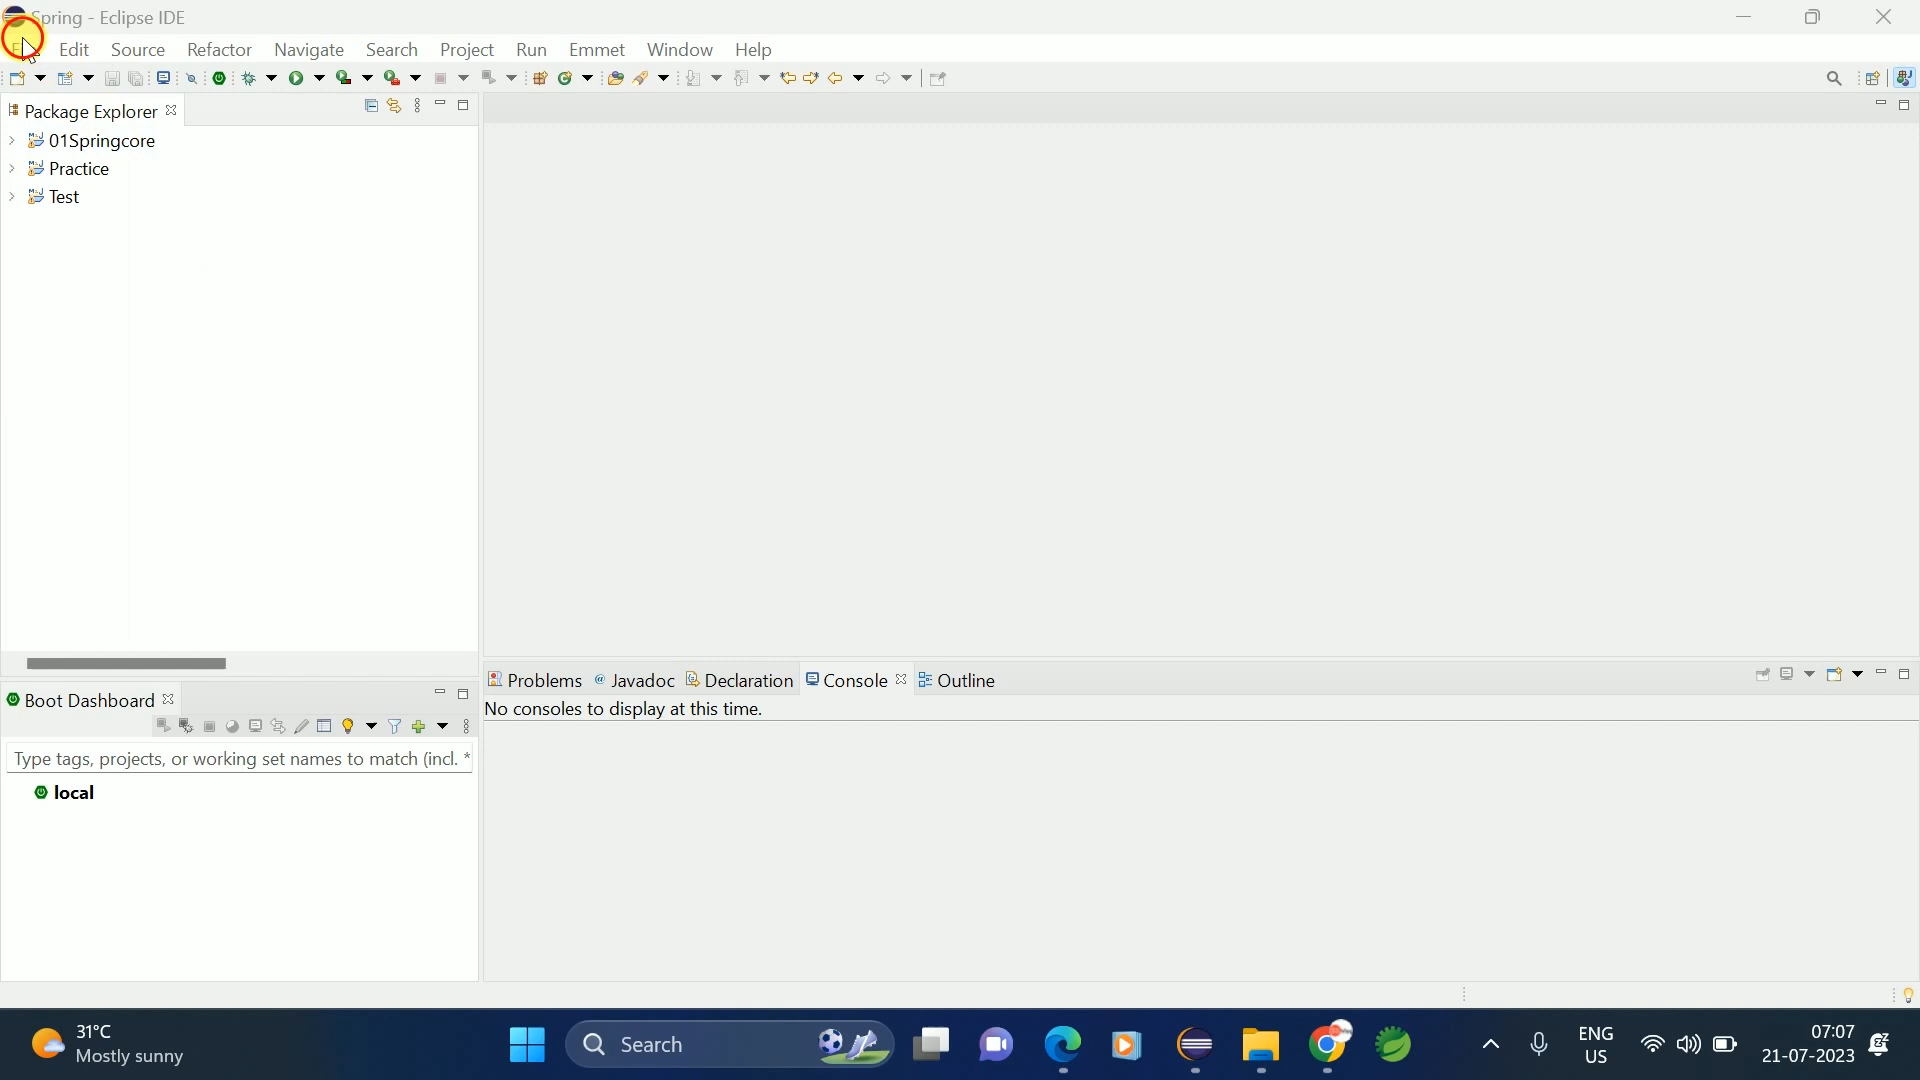 Spring - Eclipse IDE
Edit Source Refactor Navigate Search Project Run Emmet Window Help
Package Explorer
01Springcore
Practice
Test
Problems @ Javadoc Declaration Console Outline
No consoles to display at this time.
Boot Dashboard
Type tags, projects, or working set names to match (incl. *
local
31°C
Mostly sunny
Search
ENG
US
07:07
21-07-2023